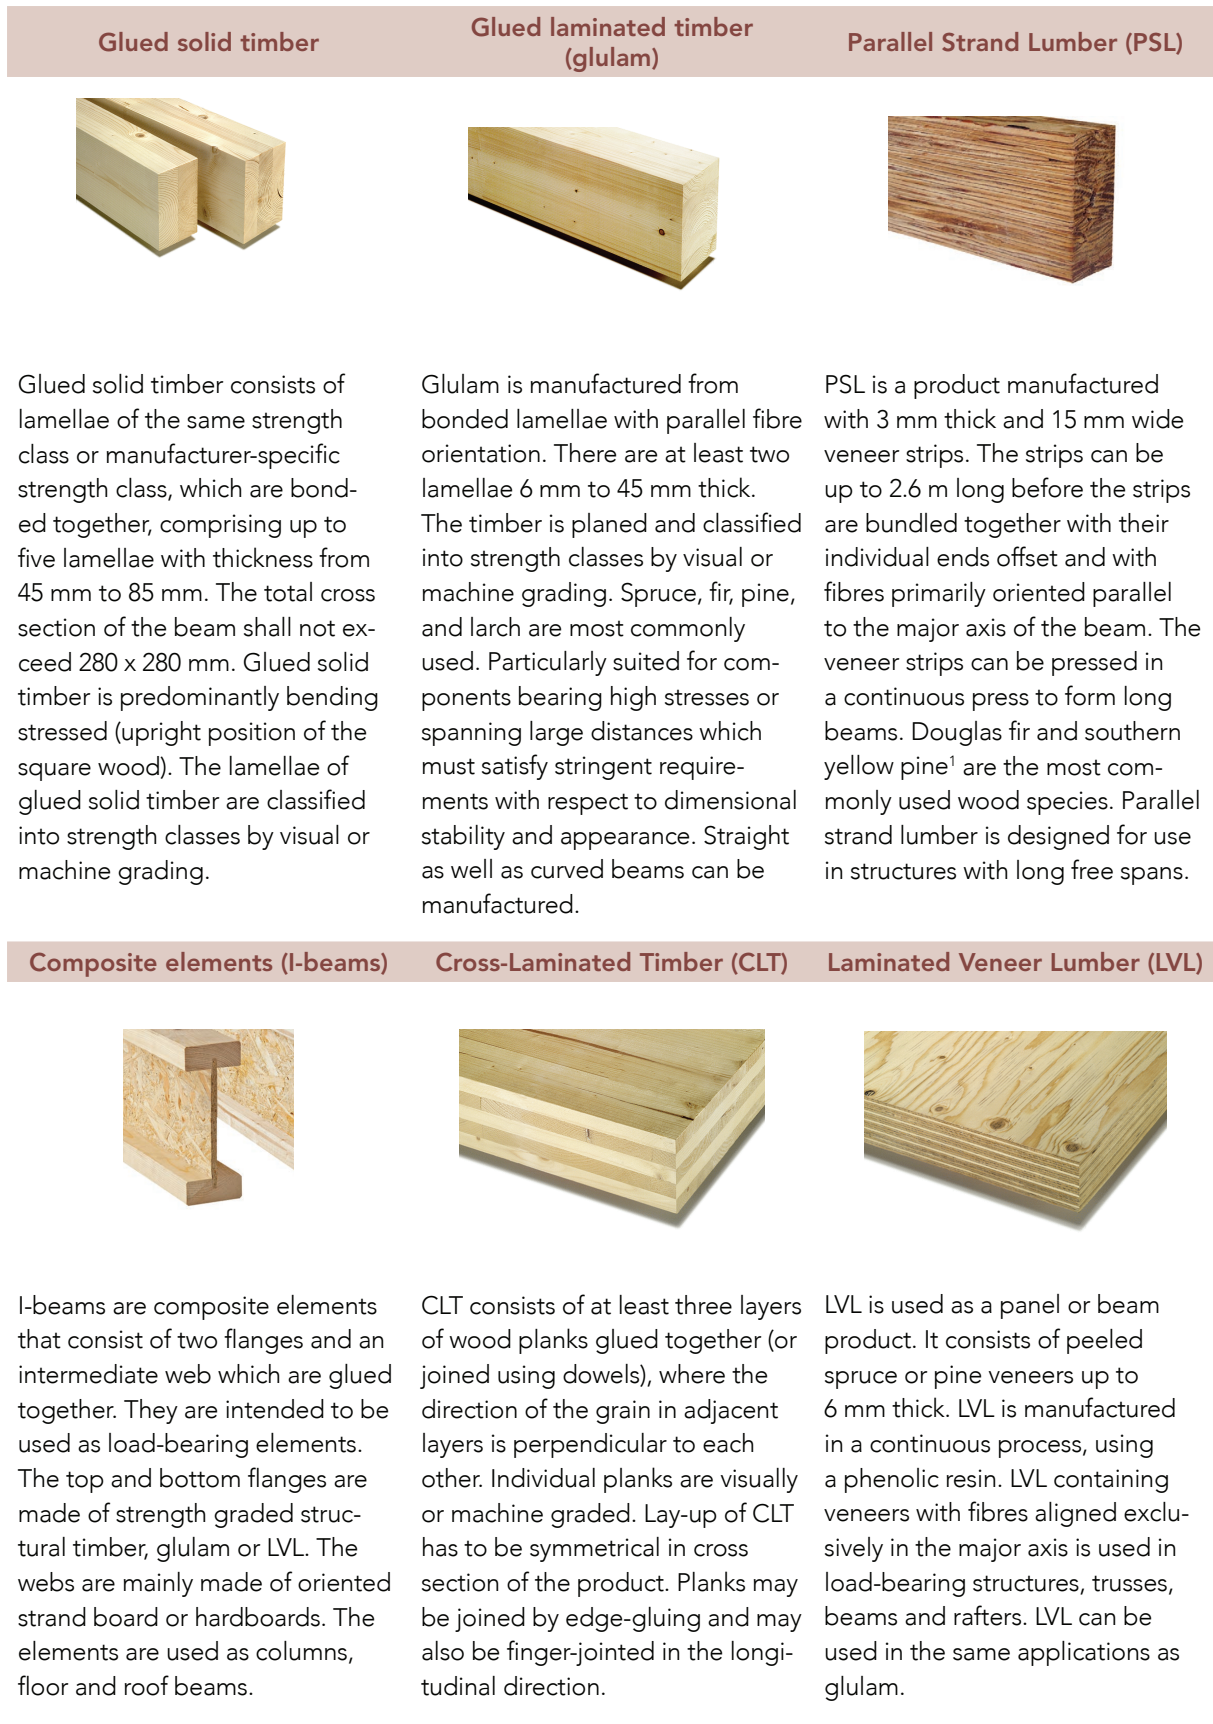 Glued solid timber
Glued laminated timber
(glulam)
Parallel Strand Lumber (PSL)
Glued solid timber consists of
lamellae of the same strength
class or manufacturer-specific
strength class, which are bond-
ed together, comprising up to
five lamellae with thickness from
45 mm to 85 mm. The total cross
section of the beam shall not ex-
ceed 280 x 280 mm. Glued solid
timber is predominantly bending
stressed (upright position of the
square wood). The lamellae of
glued solid timber are classified
into strength classes by visual or
machine grading.
Glulam is manufactured from
bonded lamellae with parallel fibre
orientation. There are at least two
lamellae 6 mm to 45 mm thick.
The timber is planed and classified
into strength classes by visual or
machine grading. Spruce, fir, pine,
and larch are most commonly
used. Particularly suited for com-
ponents bearing high stresses or
spanning large distances which
must satisfy stringent require-
ments with respect to dimensional
stability and appearance. Straight
as well as curved beams can be
manufactured.
PSL is a product manufactured
with 3 mm thick and 15 mm wide
veneer strips. The strips can be
up to 2.6 m long before the strips
are bundled together with their
individual ends offset and with
fibres primarily oriented parallel
to the major axis of the beam. The
veneer strips can be pressed in
a continuous press to form long
beams. Douglas fir and southern
yellow pine¹ are the most com-
monly used wood species. Parallel
strand lumber is designed for use
in structures with long free spans.
Composite elements (I-beams)
Cross-Laminated Timber (CLT)
Laminated Veneer Lumber (LVL)
I-beams are composite elements
that consist of two flanges and an
intermediate web which are glued
together. They are intended to be
used as load-bearing elements.
The top and bottom flanges are
made of strength graded struc-
tural timber, glulam or LVL. The
webs are mainly made of oriented
strand board or hardboards. The
elements are used as columns,
floor and roof beams.
CLT consists of at least three layers
of wood planks glued together (or
joined using dowels), where the
direction of the grain in adjacent
layers is perpendicular to each
other. Individual planks are visually
or machine graded. Lay-up of CLT
has to be symmetrical in cross
section of the product. Planks may
be joined by edge-gluing and may
also be finger-jointed in the longi-
tudinal direction.
LVL is used as a panel or beam
product. It consists of peeled
spruce or pine veneers up to
6 mm thick. LVL is manufactured
in a continuous process, using
a phenolic resin. LVL containing
veneers with fibres aligned exclu-
sively in the major axis is used in
load-bearing structures, trusses,
beams and rafters. LVL can be
used in the same applications as
glulam.